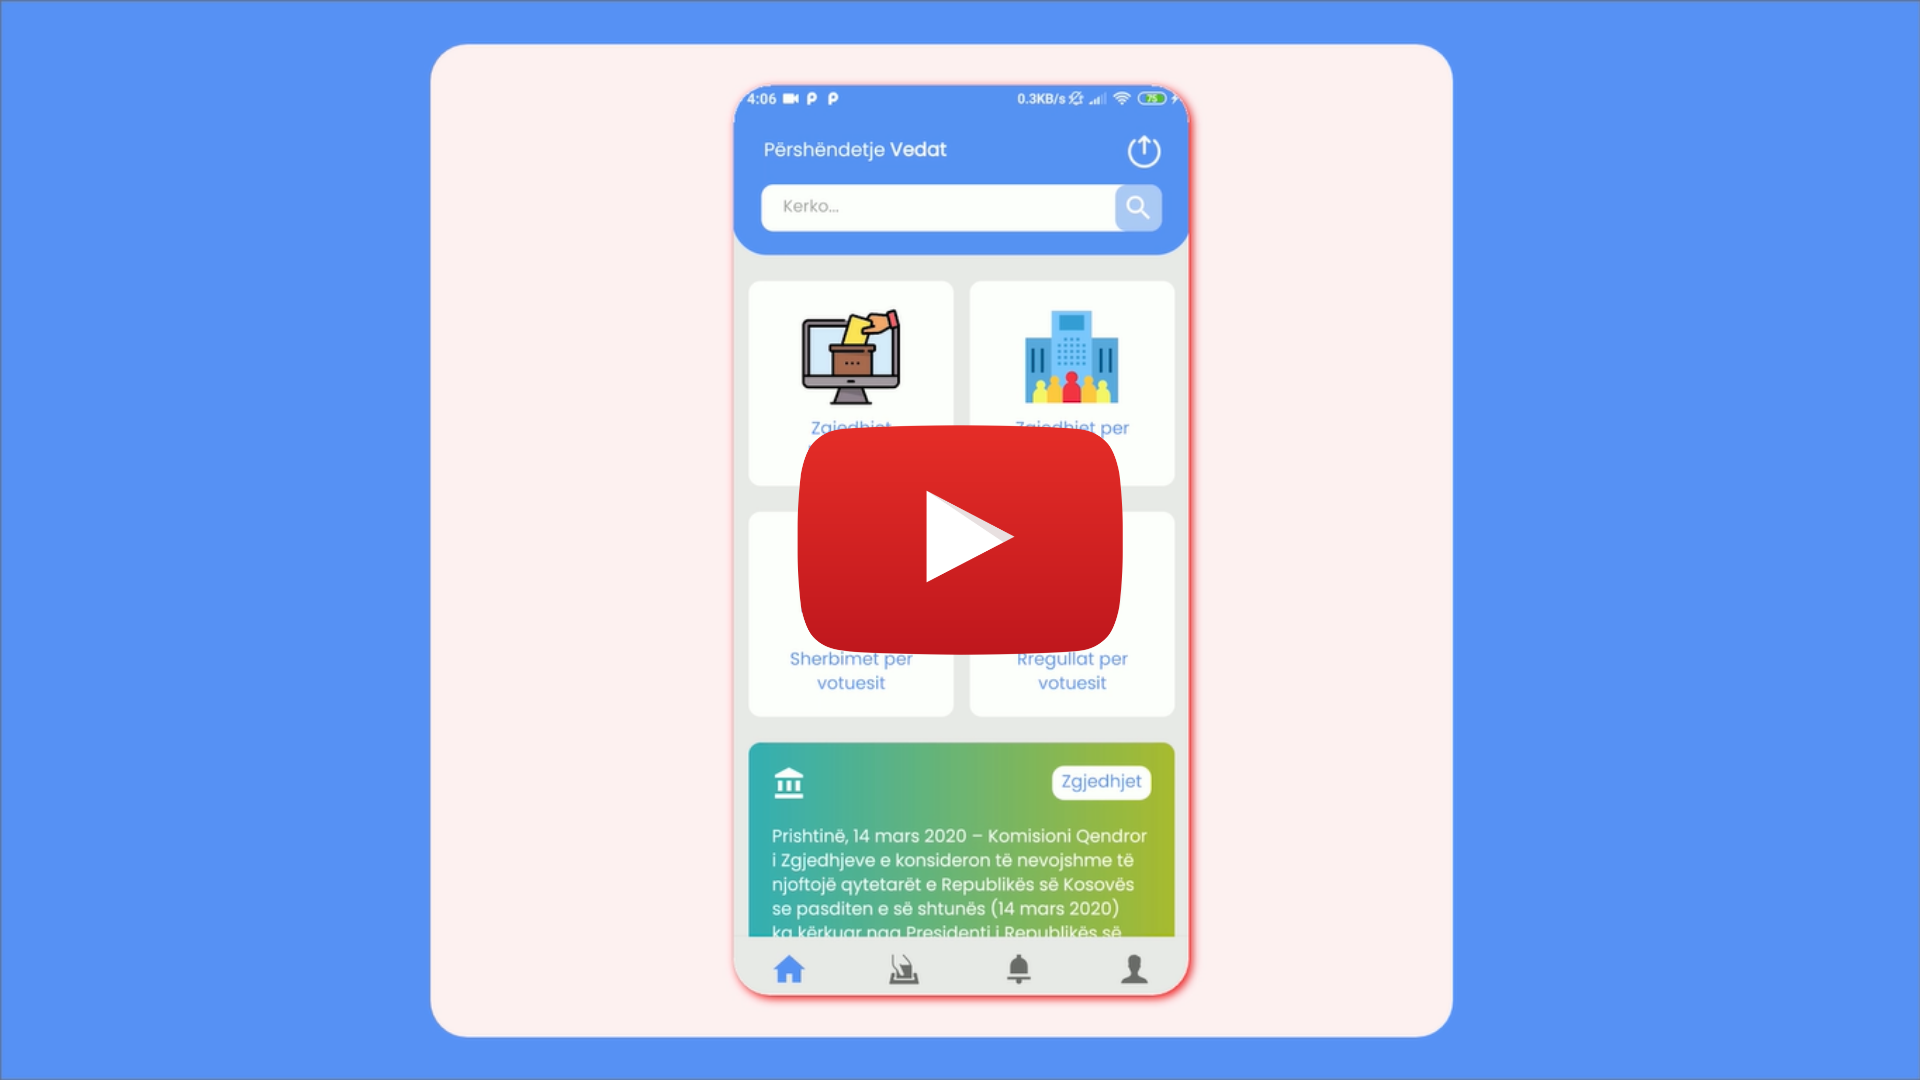 4:06 0.3KB/s 75
Përshëndetje Vedat
Kerko...
Zgjedhjet
Zgjedhjet per
Sherbimet per
votuesit
Rregullat per
votuesit
Zgjedhjet
Prishtinë, 14 mars 2020 – Komisioni Qendror
i Zgjedhjeve e konsideron të nevojshme të
njoftojë qytetarët e Republikës së Kosovës
se pasditen e së shtunës (14 mars 2020)
ka kërkuar nga Presidenti i Republikës së